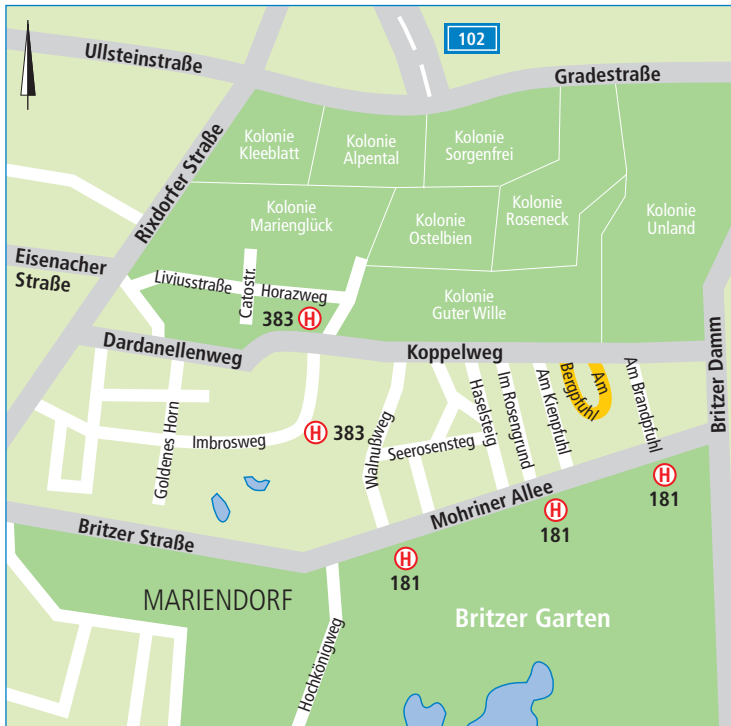 102
Ullsteinstraße
Gradestraße
Rixdorfer Straße
Kolonie
Kleeblatt
Kolonie
Alpental
Kolonie
Sorgenfrei
Kolonie
Marienglück
Kolonie
Ostelbien
Kolonie
Roseneck
Kolonie
Unland
Eisenacher
Straße
Liviusstraße
Catostr.
Horazweg
Kolonie
Guter Wille
383 H
Dardanellenweg
Koppelweg
Britzer Damm
Goldenes Horn
Imbrosweg
H 383
Walnußweg
Seerosensteg
Haselsteig
Im Rosengrund
Am Kienpfuhl
Am
Bergpfuhl
Am Brandpfuhl
Mohriner Allee
H
181
H
181
H
181
Britzer Straße
MARIENDORF
Britzer Garten
Hochkönigweg